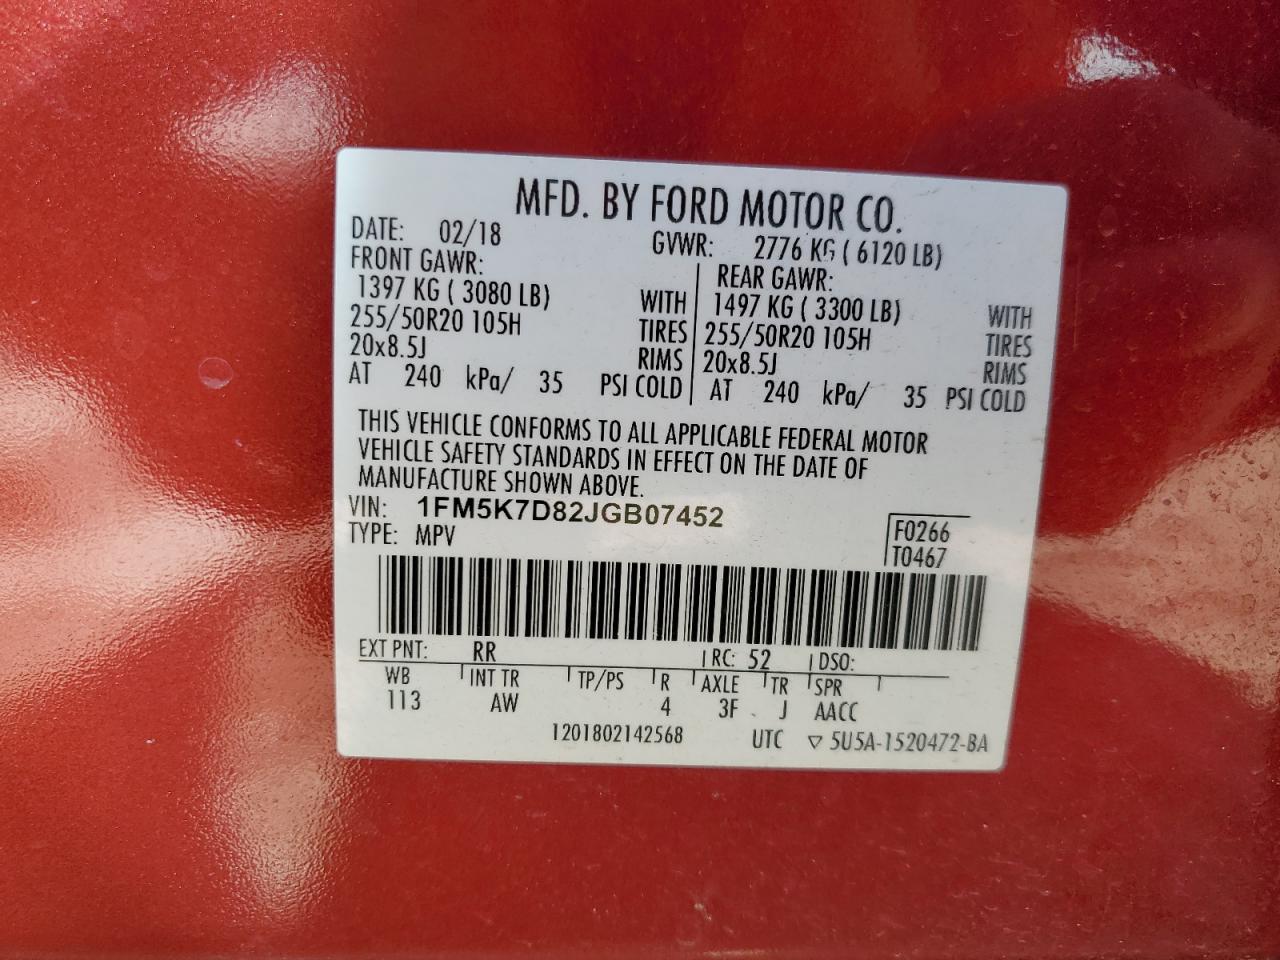 MFD. BY FORD MOTOR CO.
DATE: 02/18 GVWR: 2776 KG ( 6120 LB)
FRONT GAWR: REAR GAWR:
1397 KG ( 3080 LB) WITH 1497 KG ( 3300 LB) WITH
255/50R20 105H TIRES 255/50R20 105H TIRES
20x8.5J RIMS 20x8.5J RIMS
AT 240 kPa/ 35 PSI COLD AT 240 kPa/ 35 PSI COLD
THIS VEHICLE CONFORMS TO ALL APPLICABLE FEDERAL MOTOR
VEHICLE SAFETY STANDARDS IN EFFECT ON THE DATE OF
MANUFACTURE SHOWN ABOVE.
VIN: 1FM5K7D82JGB07452
TYPE: MPV
F0266
T0467
EXT PNT: RR RC: 52 DSO:
WB INT TR TP/PS R AXLE TR SPR
113 AW 4 3F J AACC
1201802142568 UTC ▽ 5U5A-1520472-BA